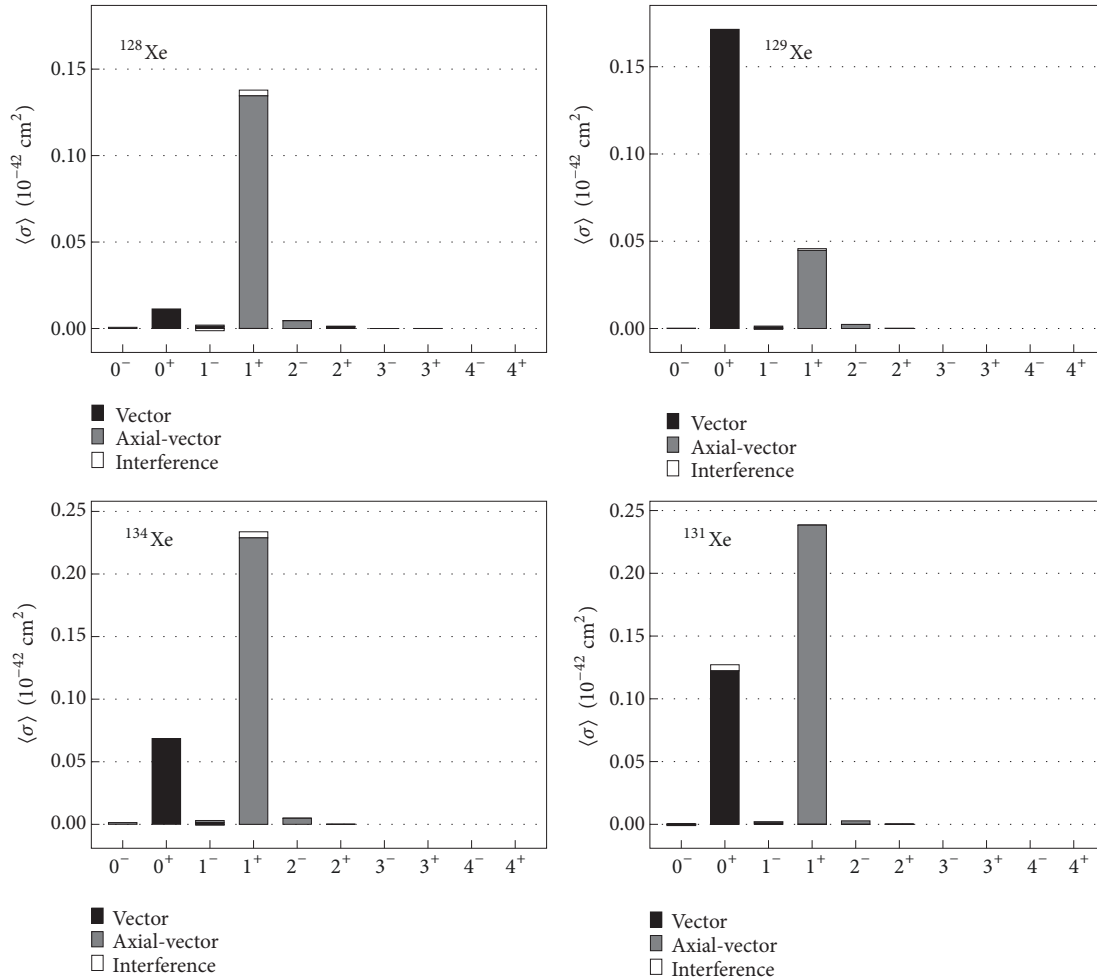 ¹²⁸Xe
⟨σ⟩ (10⁻⁴² cm²)
0.15
0.10
0.05
0.00
0⁻ 0⁺ 1⁻ 1⁺ 2⁻ 2⁺ 3⁻ 3⁺ 4⁻ 4⁺
Vector
Axial-vector
Interference
¹²⁹Xe
⟨σ⟩ (10⁻⁴² cm²)
0.15
0.10
0.05
0.00
0⁻ 0⁺ 1⁻ 1⁺ 2⁻ 2⁺ 3⁻ 3⁺ 4⁻ 4⁺
Vector
Axial-vector
Interference
¹³⁴Xe
⟨σ⟩ (10⁻⁴² cm²)
0.25
0.20
0.15
0.10
0.05
0.00
0⁻ 0⁺ 1⁻ 1⁺ 2⁻ 2⁺ 3⁻ 3⁺ 4⁻ 4⁺
Vector
Axial-vector
Interference
¹³¹Xe
⟨σ⟩ (10⁻⁴² cm²)
0.25
0.20
0.15
0.10
0.05
0.00
0⁻ 0⁺ 1⁻ 1⁺ 2⁻ 2⁺ 3⁻ 3⁺ 4⁻ 4⁺
Vector
Axial-vector
Interference